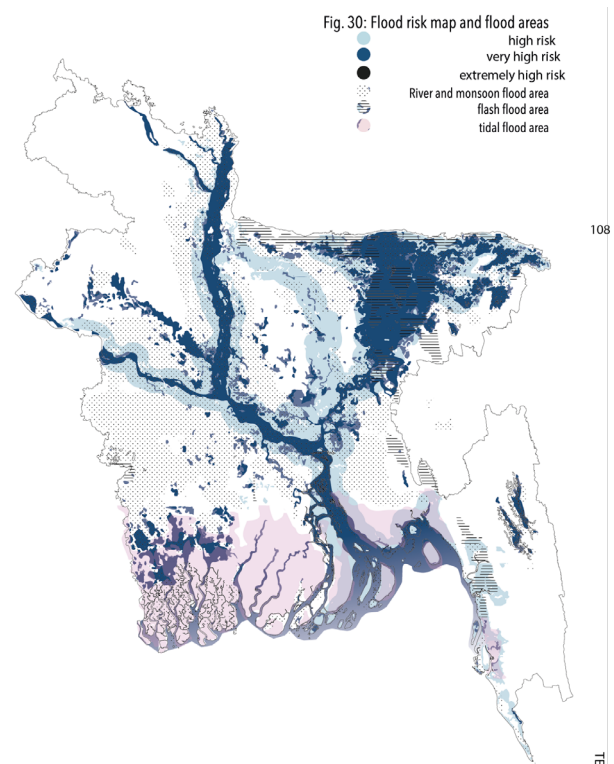 Fig. 30: Flood risk map and flood areas
high risk
very high risk
extremely high risk
River and monsoon flood area
flash flood area
tidal flood area
108
TE